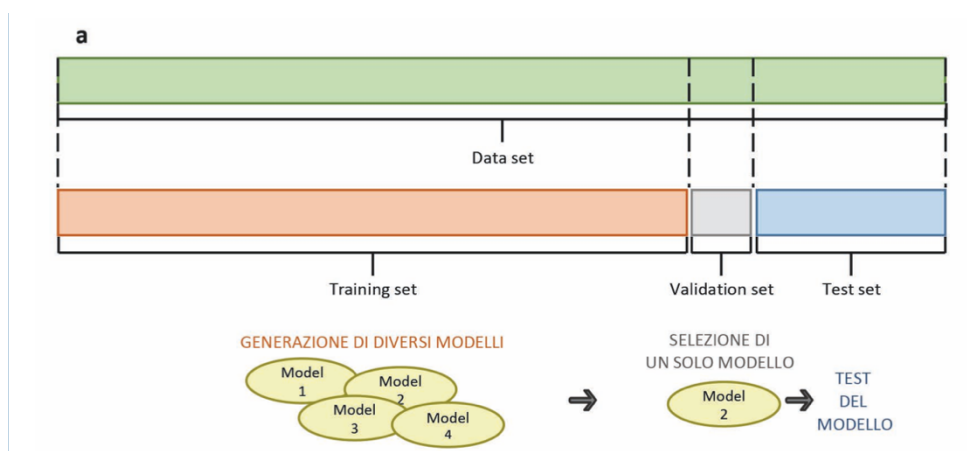 a
Data set
Training set
Validation set
Test set
GENERAZIONE DI DIVERSI MODELLI
Model
1
Model
2
Model
3
Model
4
SELEZIONE DI
UN SOLO MODELLO
Model
2
TEST
DEL
MODELLO